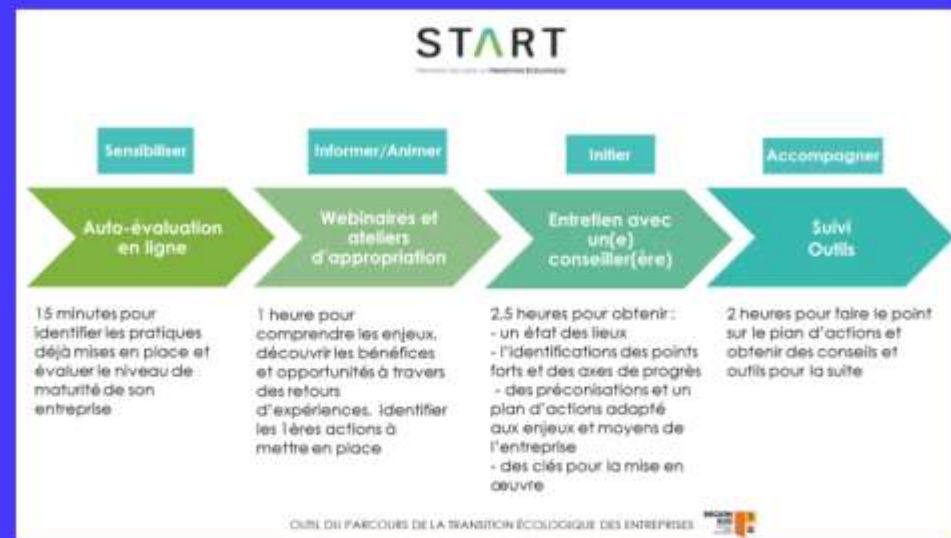 START
Sensibiliser
Informer/Animer
Initier
Accompagner
Auto-évaluation
en ligne
Webinaires et
ateliers
d'appropriation
Entretien avec
un(e)
conseiller(ère)
Suivi
Outils
15 minutes pour
identifier les pratiques
déjà mises en place et
évaluer le niveau de
maturité de son
entreprise
1 heure pour
comprendre les enjeux,
découvrir les bénéfices
et opportunités à travers
des retours
d'expériences. Identifier
les 1ères actions à
mettre en place
2,5 heures pour obtenir :
- un état des lieux
- l'identifications des points
forts et des axes de progrès
- des préconisations et un
plan d'actions adapté
aux enjeux et moyens de
l'entreprise
- des clés pour la mise en
œuvre
2 heures pour faire le point
sur le plan d'actions et
obtenir des conseils et
outils pour la suite
OUTIL DU PARCOURS DE LA TRANSITION ÉCOLOGIQUE DES ENTREPRISES
RÉGION
SUD